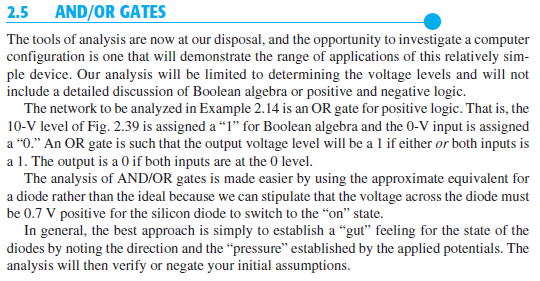 2.5 AND/OR GATES
The tools of analysis are now at our disposal, and the opportunity to investigate a computer
configuration is one that will demonstrate the range of applications of this relatively sim-
ple device. Our analysis will be limited to determining the voltage levels and will not
include a detailed discussion of Boolean algebra or positive and negative logic.
The network to be analyzed in Example 2.14 is an OR gate for positive logic. That is, the
10-V level of Fig. 2.39 is assigned a “1” for Boolean algebra and the 0-V input is assigned
a “0.” An OR gate is such that the output voltage level will be a 1 if either or both inputs is
a 1. The output is a 0 if both inputs are at the 0 level.
The analysis of AND/OR gates is made easier by using the approximate equivalent for
a diode rather than the ideal because we can stipulate that the voltage across the diode must
be 0.7 V positive for the silicon diode to switch to the “on” state.
In general, the best approach is simply to establish a “gut” feeling for the state of the
diodes by noting the direction and the “pressure” established by the applied potentials. The
analysis will then verify or negate your initial assumptions.